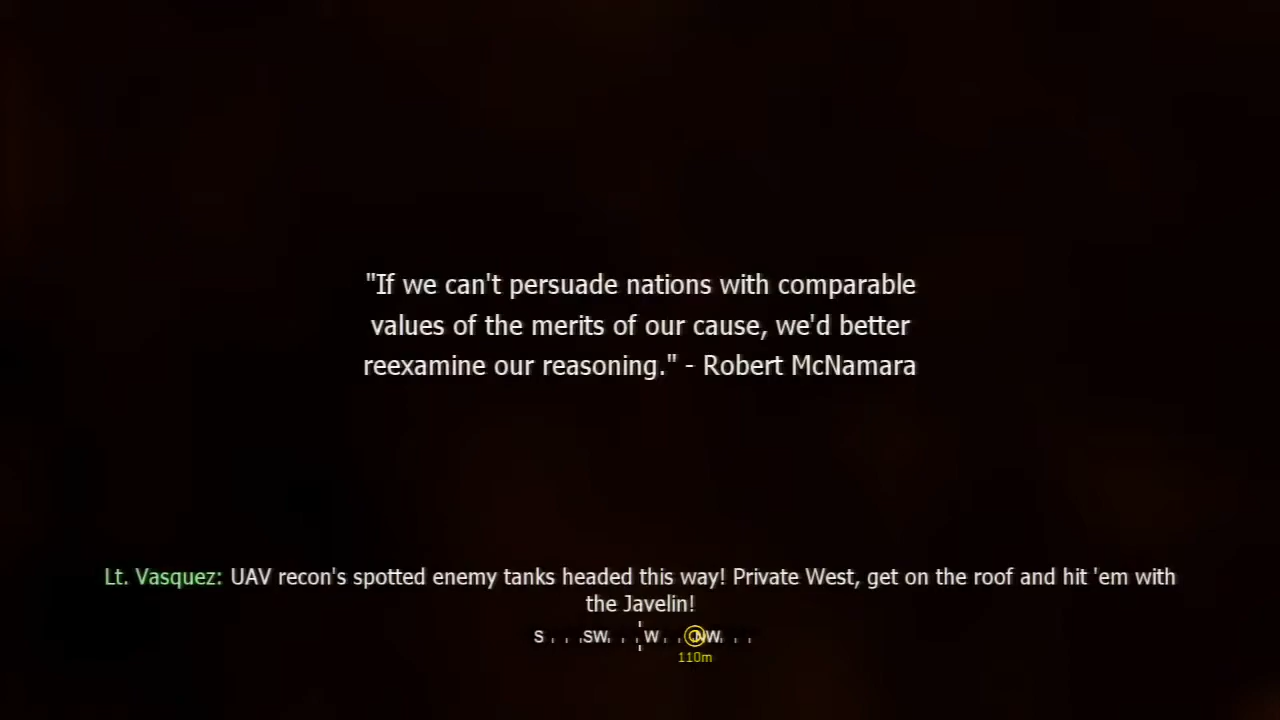 "If we can't persuade nations with comparable
values of the merits of our cause, we'd better
reexamine our reasoning." - Robert McNamara
Lt. Vasquez: UAV recon's spotted enemy tanks headed this way! Private West, get on the roof and hit 'em with
the Javelin!
S SW W NW
110m